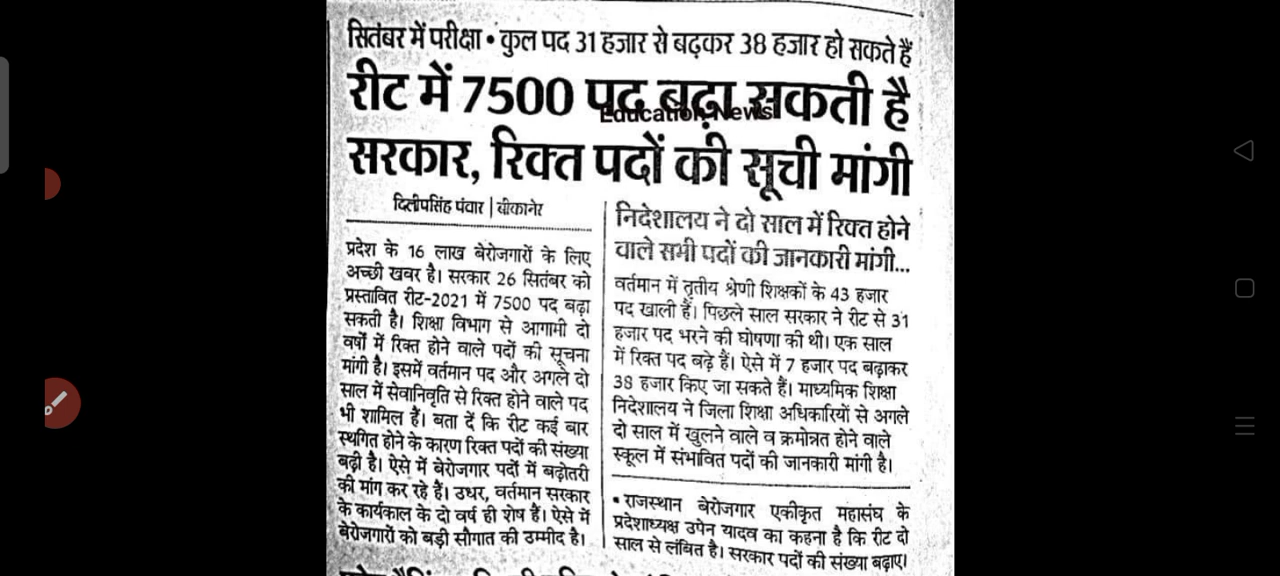 सितंबर में परीक्षा • कुल पद 31 हजार से बढ़कर 38 हजार हो सकते हैं
रीट में 7500 पद बढ़ा सकती है
Education News
सरकार, रिक्त पदों की सूची मांगी
दिलीपसिंह पंवार | बीकानेर
प्रदेश के 16 लाख बेरोजगारों के लिए
अच्छी खबर है। सरकार 26 सितंबर को
प्रस्तावित रीट-2021 में 7500 पद बढ़ा
सकती है। शिक्षा विभाग से आगामी दो
वर्षों में रिक्त होने वाले पदों की सूचना
मांगी है। इसमें वर्तमान पद और अगले दो
साल में सेवानिवृति से रिक्त होने वाले पद
भी शामिल हैं। बता दें कि रीट कई बार
स्थगित होने के कारण रिक्त पदों की संख्या
बढ़ी है। ऐसे में बेरोजगार पदों में बढ़ोतरी
की मांग कर रहे हैं। उधर, वर्तमान सरकार
के कार्यकाल के दो वर्ष ही शेष हैं। ऐसे में
बेरोजगारों को बड़ी सौगात की उम्मीद है।
निदेशालय ने दो साल में रिक्त होने
वाले सभी पदों की जानकारी मांगी...
वर्तमान में तृतीय श्रेणी शिक्षकों के 43 हजार
पद खाली हैं। पिछले साल सरकार ने रीट से 31
हजार पद भरने की घोषणा की थी। एक साल
में रिक्त पद बढ़े हैं। ऐसे में 7 हजार पद बढ़ाकर
38 हजार किए जा सकते हैं। माध्यमिक शिक्षा
निदेशालय ने जिला शिक्षा अधिकारियों से अगले
दो साल में खुलने वाले व क्रमोन्नत होने वाले
स्कूल में संभावित पदों की जानकारी मांगी है।
• राजस्थान बेरोजगार एकीकृत महासंघ के
प्रदेशाध्यक्ष उपेन यादव का कहना है कि रीट दो
साल से लंबित है। सरकार पदों की संख्या बढ़ाए।